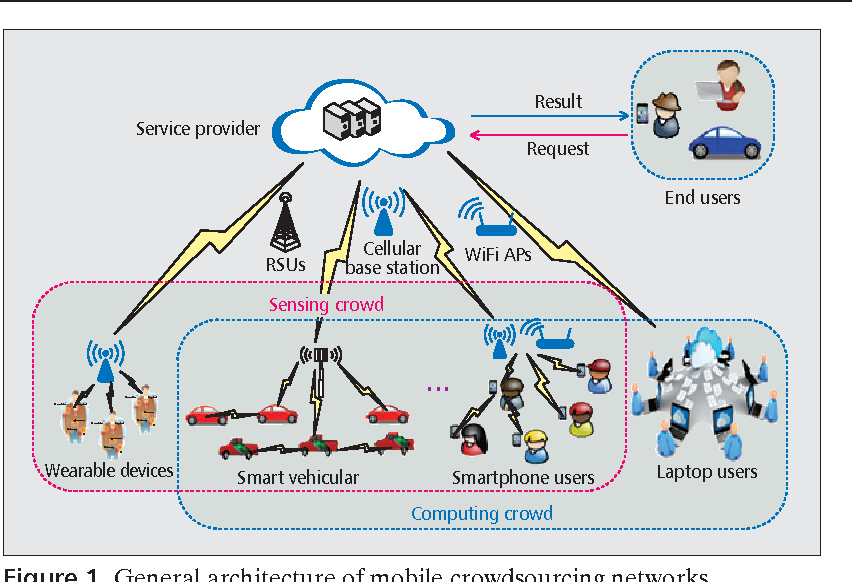 Service provider
Result
Request
End users
RSUs
Cellular
base station
WiFi APs
Sensing crowd
...
Wearable devices
Smart vehicular
Smartphone users
Laptop users
Computing crowd
Figure 1. General architecture of mobile crowdsourcing networks